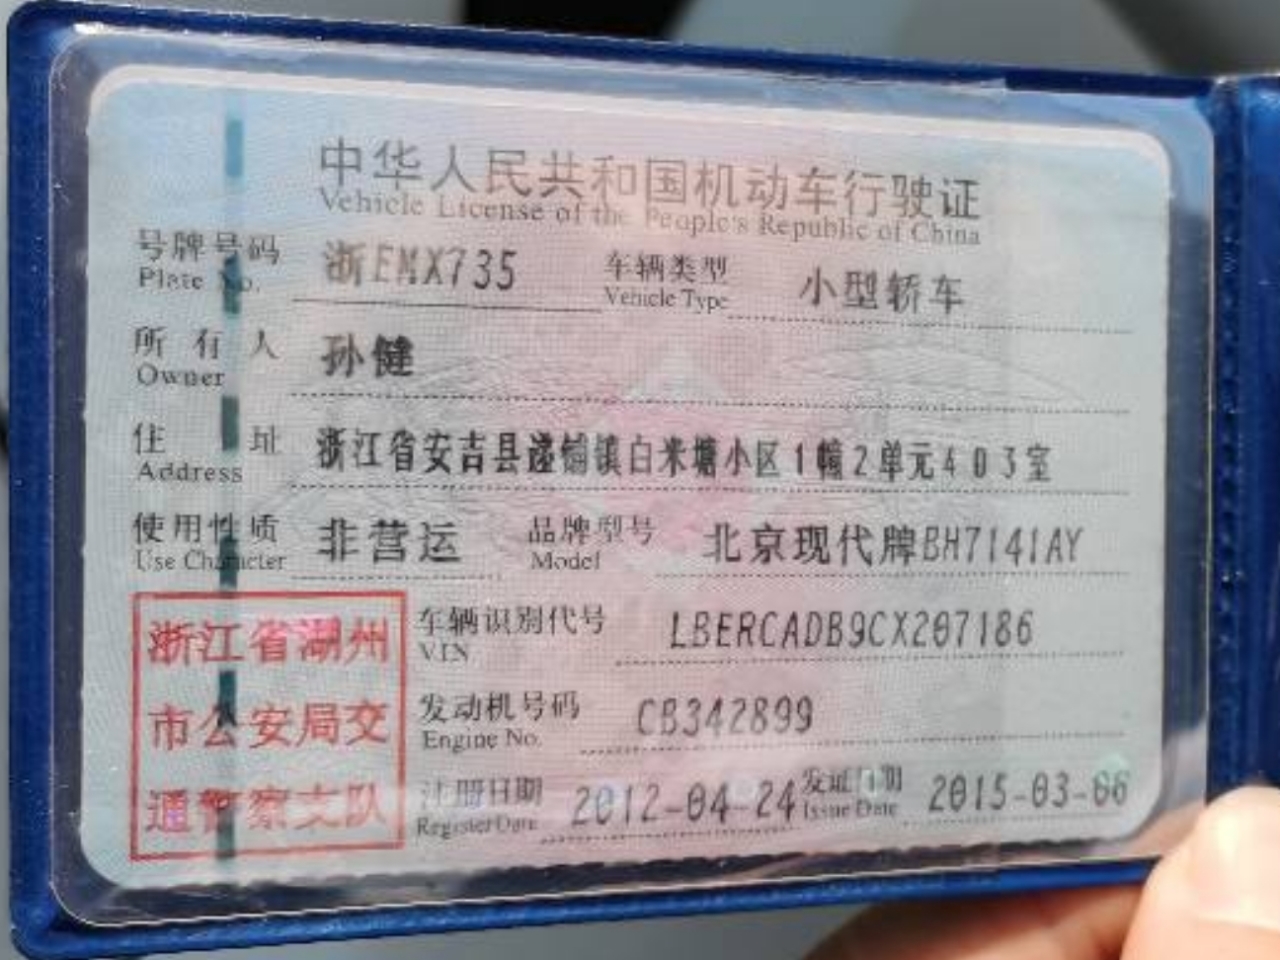 中华人民共和国机动车行驶证
Vehicle License of the People's Republic of China
号牌号码 浙EMX735 车辆类型 小型轿车
Plate No. Vehicle Type
所有人 孙健
Owner
住址 浙江省安吉县递铺镇白米塘小区1幢2单元403室
Address
使用性质 非营运 品牌型号 北京现代牌BH7141AY
Use Character Model
浙江省湖州 车辆识别代号 LBERCADB9CX207186
VIN
市公安局交 发动机号码 CB342899
Engine No.
通警察支队 注册日期 2012-04-24 发证日期 2015-03-06
Register Date Issue Date